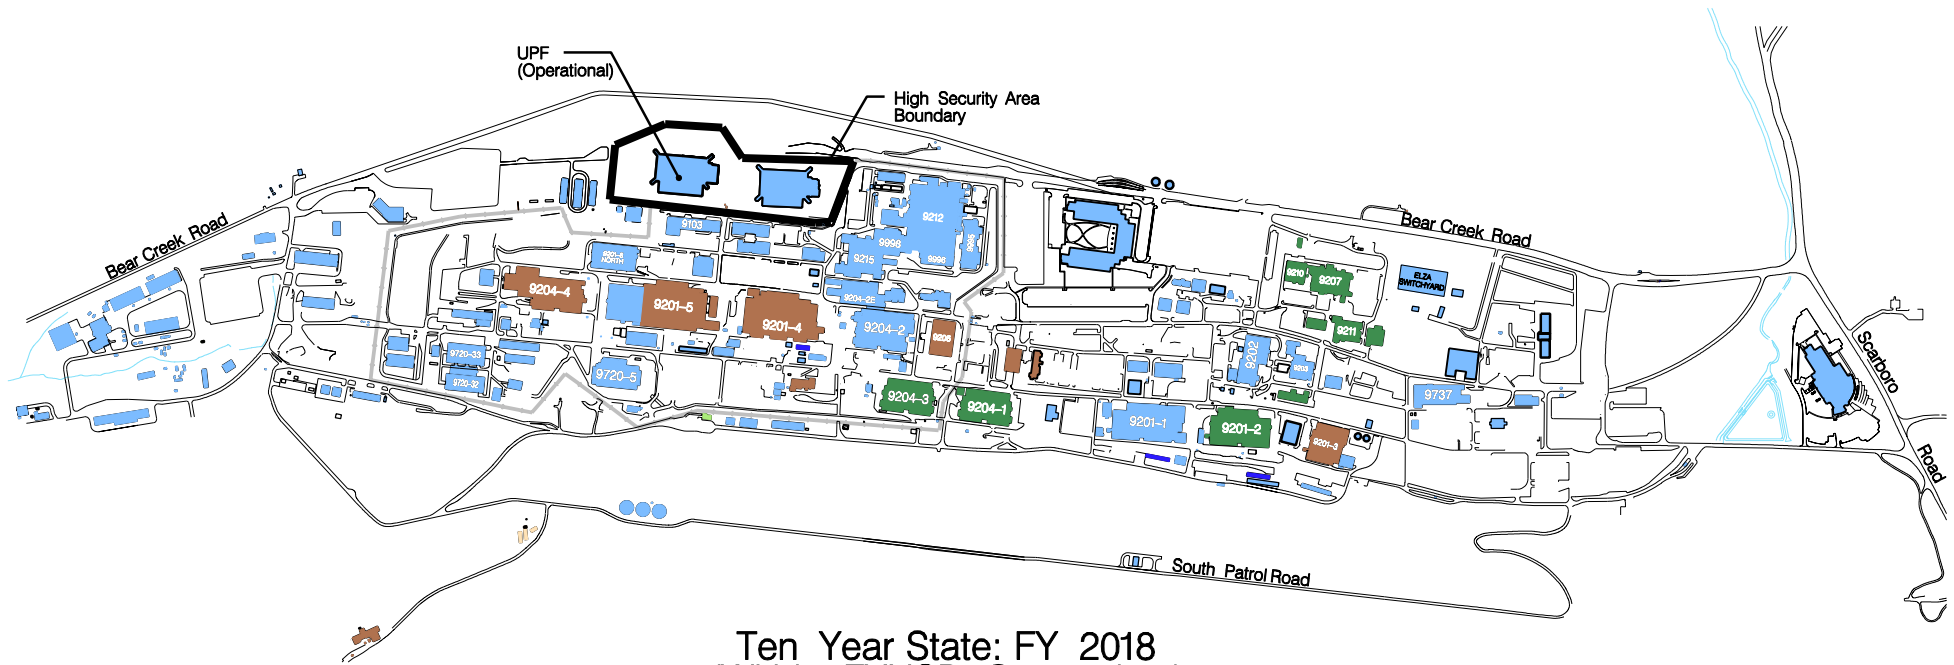 UPF
(Operational)
High Security Area
Boundary
Bear Creek Road
Bear Creek Road
9212
9103
9998
9995
9215
9996
NORTH
9204-4
9201-5
9201-4
9204-2E
9204-2
9206
9210
9207
9211
ELZA
SWITCHYARD
9720-33
9720-32
9720-5
9204-3
9204-1
9202
9203
9737
9201-1
9201-2
9201-3
Scarboro
Road
South Patrol Road
Ten Year State: FY 2018